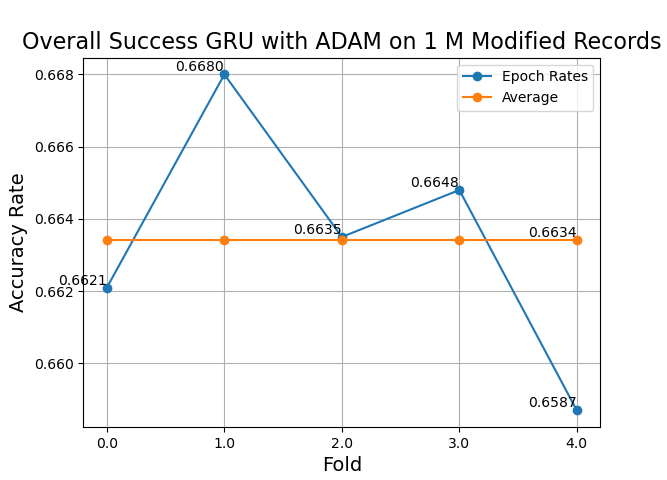 Overall Success GRU with ADAM on 1 M Modified Records
0.668
0.666
0.664
0.662
0.660
Accuracy Rate
0.6621
0.6680
0.6635
0.6648
0.6634
0.6587
Epoch Rates
Average
0.0 1.0 2.0 3.0 4.0
Fold